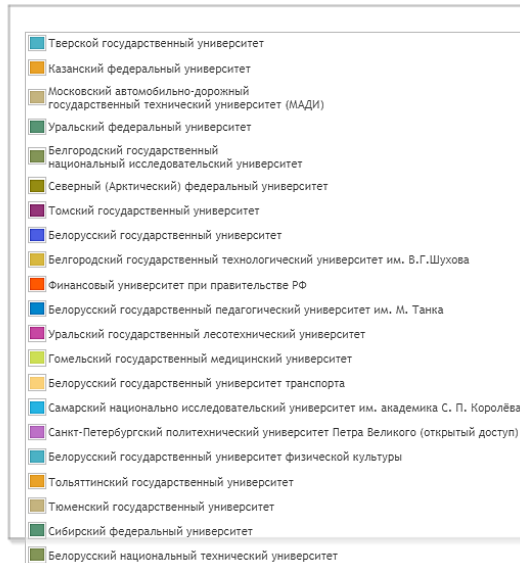 Тверской государственный университет
Казанский федеральный университет
Московский автомобильно-дорожный
государственный технический университет (МАДИ)
Уральский федеральный университет
Белгородский государственный
национальный исследовательский университет
Северный (Арктический) федеральный университет
Томский государственный университет
Белорусский государственный университет
Белгородский государственный технологический университет им. В.Г.Шухова
Финансовый университет при правительстве РФ
Белорусский государственный педагогический университет им. М. Танка
Уральский государственный лесотехнический университет
Гомельский государственный медицинский университет
Белорусский государственный университет транспорта
Самарский национально исследовательский университет им. академика С. П. Королёва
Санкт-Петербургский политехнический университет Петра Великого (открытый доступ)
Белорусский государственный университет физической культуры
Тольяттинский государственный университет
Тюменский государственный университет
Сибирский федеральный университет
Белорусский национальный технический университет